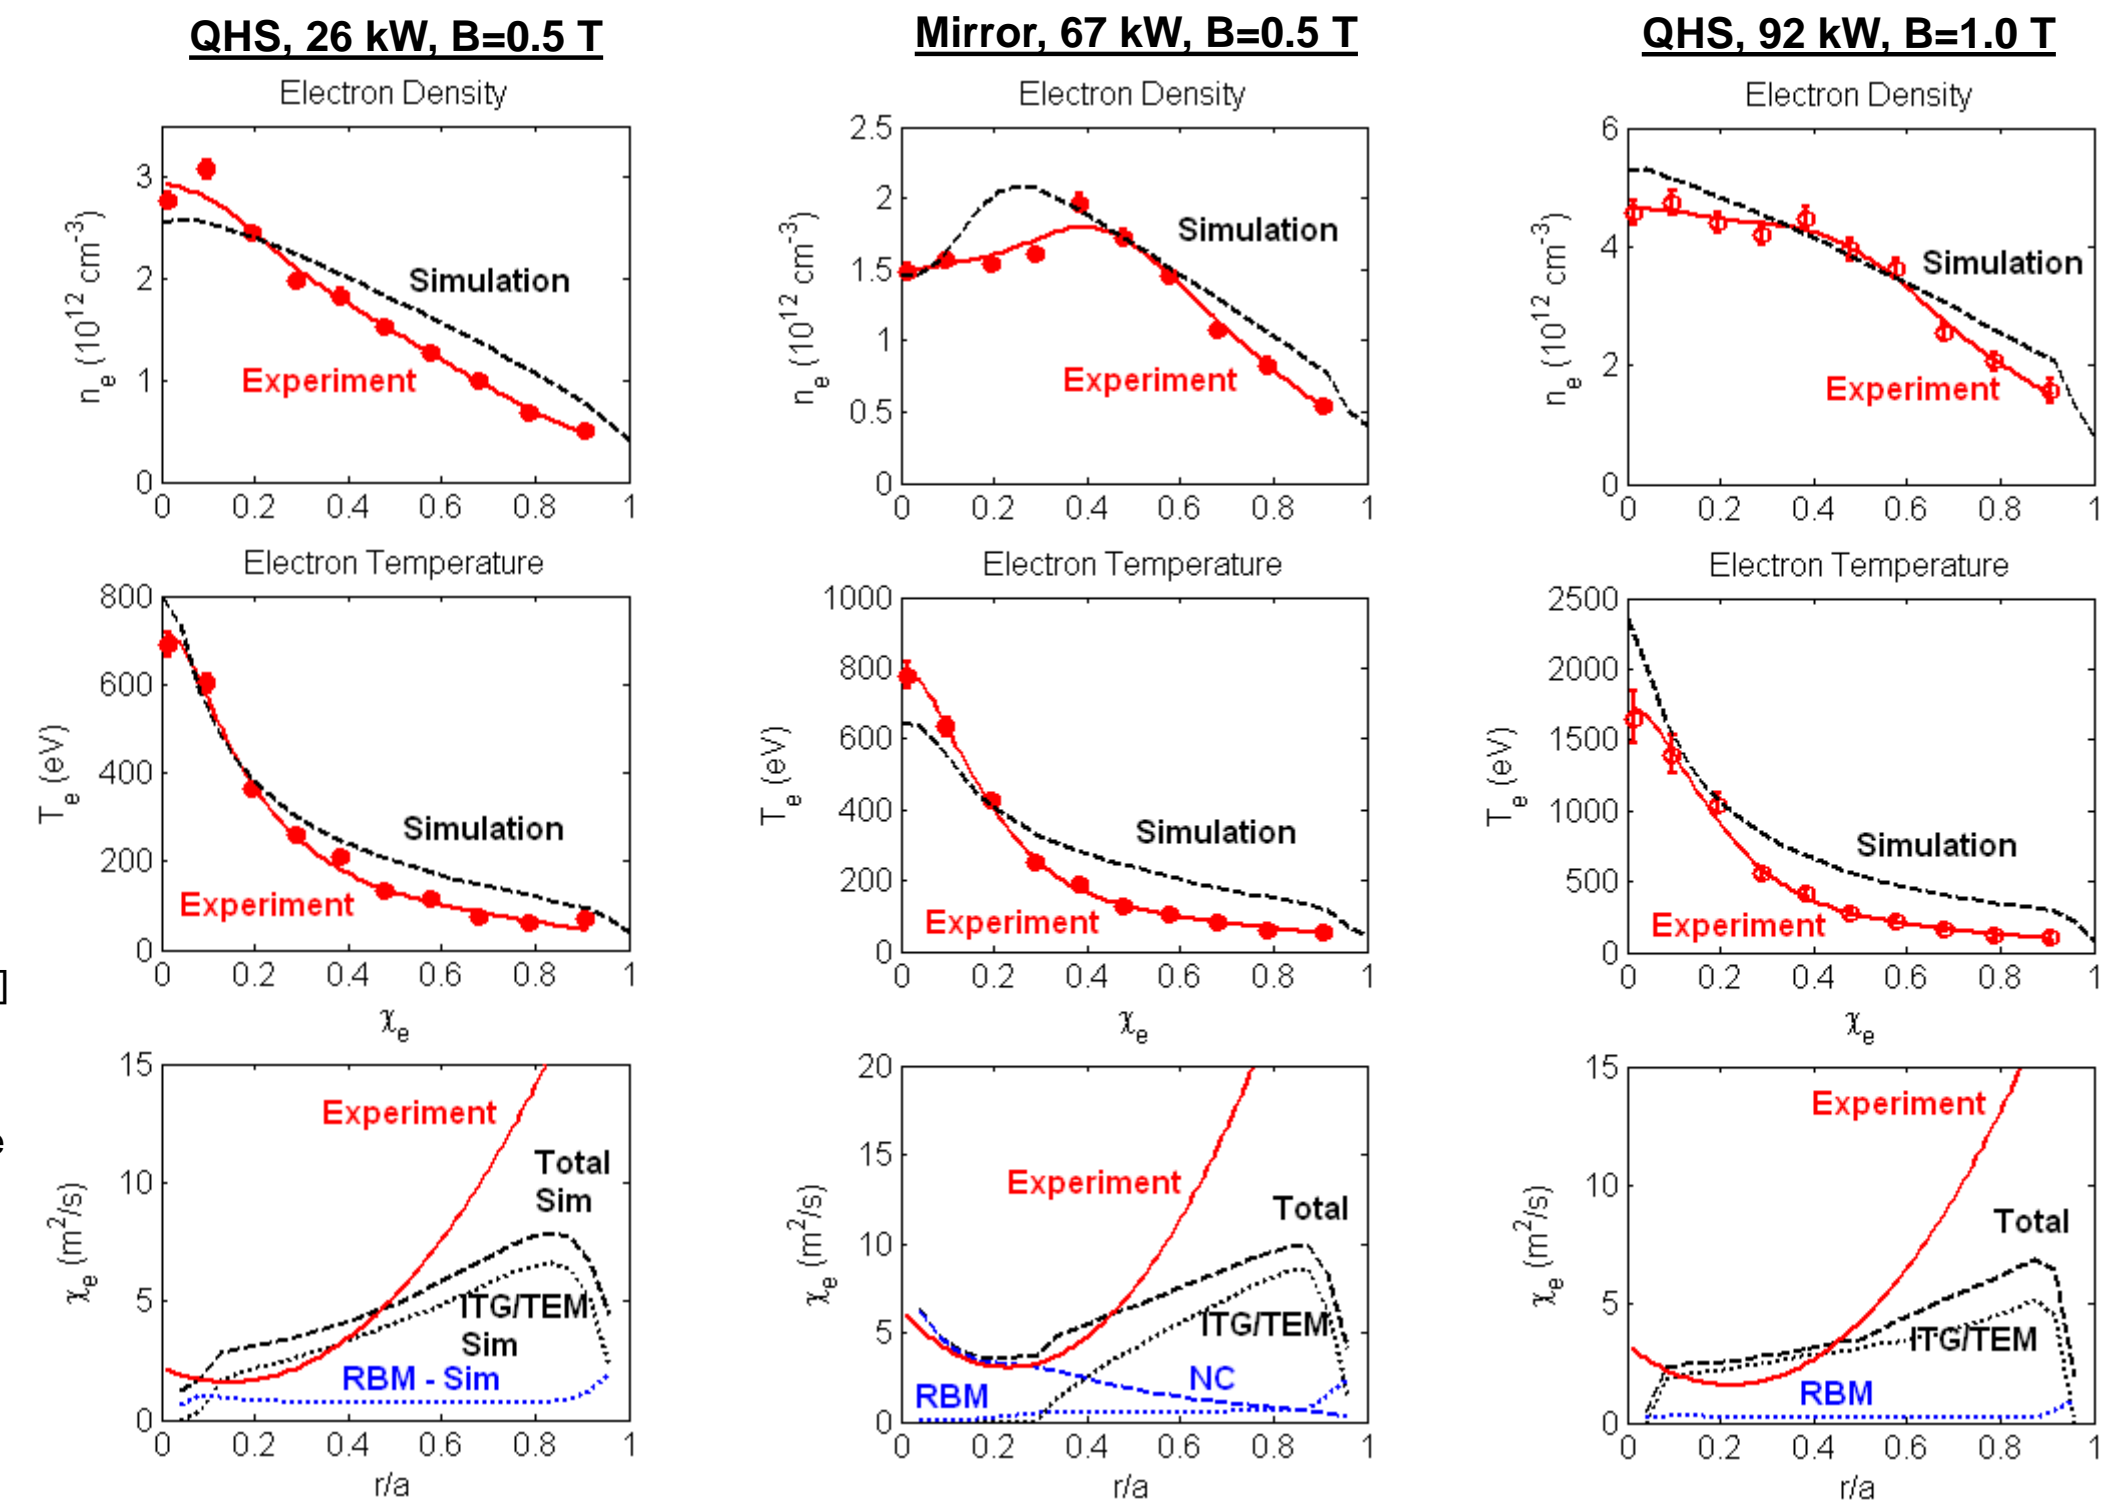 QHS, 26 kW, B=0.5 T
Electron Density
n_e (10^12 cm^-3)
3
2
1
0
Simulation
Experiment
0 0.2 0.4 0.6 0.8 1
Electron Temperature
T_e (eV)
800
600
400
200
0
Simulation
Experiment
0 0.2 0.4 0.6 0.8 1
]
χ_e
χ_e (m^2/s)
15
10
5
0
Experiment
Total
Sim
ITG/TEM
Sim
RBM - Sim
e
0 0.2 0.4 0.6 0.8 1
r/a
Mirror, 67 kW, B=0.5 T
Electron Density
n_e (10^12 cm^-3)
2.5
2
1.5
1
0.5
0
Simulation
Experiment
0 0.2 0.4 0.6 0.8 1
Electron Temperature
T_e (eV)
1000
800
600
400
200
0
Simulation
Experiment
0 0.2 0.4 0.6 0.8 1
χ_e
χ_e (m^2/s)
20
15
10
5
0
Experiment
Total
ITG/TEM
NC
RBM
0 0.2 0.4 0.6 0.8 1
r/a
QHS, 92 kW, B=1.0 T
Electron Density
n_e (10^12 cm^-3)
6
4
2
0
Simulation
Experiment
0 0.2 0.4 0.6 0.8 1
Electron Temperature
T_e (eV)
2500
2000
1500
1000
500
0
Simulation
Experiment
0 0.2 0.4 0.6 0.8 1
χ_e
χ_e (m^2/s)
15
10
5
0
Experiment
Total
ITG/TEM
RBM
0 0.2 0.4 0.6 0.8 1
r/a